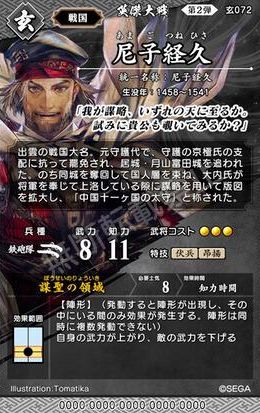 玄
戦国
英傑大戦
第2弾
玄072
あまご つねひさ
尼子経久
統一名称：尼子経久
生没年：1458～1541
「我が謀略、いずれの天に至るか。
試みに貴公も覗いてみるか？」
出雲の戦国大名。元守護代で、守護の京極氏の支
配に抗って罷免され、居城・月山富田城を追われ
た。のち同城を奪回して国人層を束ね、大内氏が
将軍を奉じて上洛している隙に謀略を用いて版図
を拡大し、「中国十一ヶ国の太守」と称された。
兵種 武力 知力 武将コスト
鉄砲隊 8 11
特技 伏兵 昂揚
ぼうせいのりょういき
謀聖の領域
必要士気 効果時間
8 知力時間
効果範囲
【陣形】（発動すると陣形が出現し、その
中にいる間のみ効果が発生する。陣形は同
時に複数発動できない）
自身の武力が上がり、敵の武力を下げる
Illustration:Tomatika
©SEGA
0000-0000-0000-0000-0000